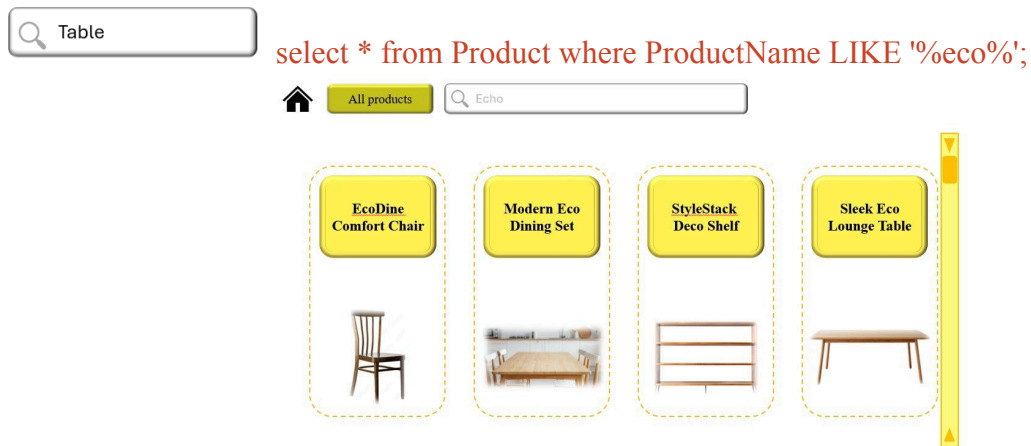 Table
select * from Product where ProductName LIKE '%eco%';
All products
Echo
EcoDine
Comfort Chair
Modern Eco
Dining Set
StyleStack
Deco Shelf
Sleek Eco
Lounge Table